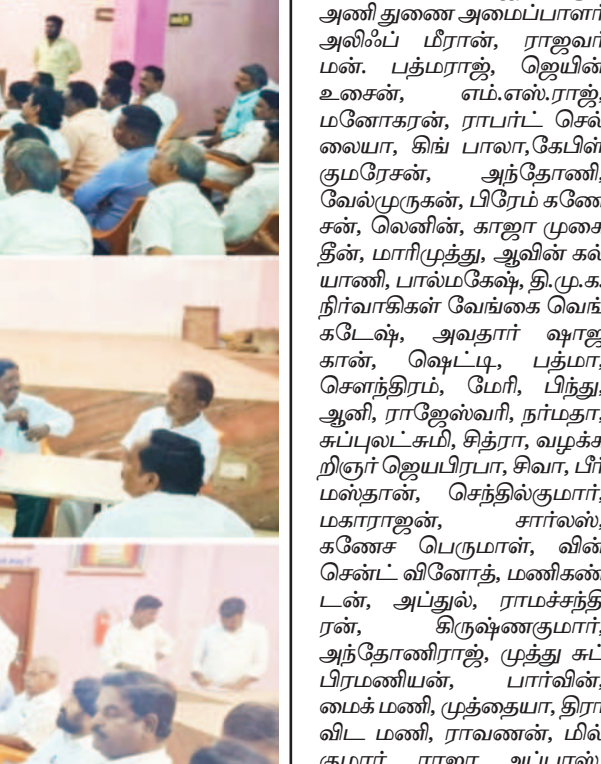 அணி துணை அமைப்பாளர்
அலிஃப் மீரான், ராஜவர்
மன். பத்மராஜ், ஜெயின்
உசைன், எம்.எஸ்.ராஜ்,
மனோகரன், ராபர்ட் செல்
லையா, கிங் பாலா,கேபிள்
குமரேசன், அந்தோணி,
வேல்முருகன், பிரேம் கணே
சன், லெனின், காஜா முகை
தீன், மாரிமுத்து, ஆவின் கல்
யாணி, பால்மகேஷ், தி.மு.க.
நிர்வாகிகள் வேங்கை வெங்
கடேஷ், அவதார் ஷாஜ
கான், ஷெட்டி, பத்மா,
சௌந்திரம், மேரி, பிந்து,
ஆனி, ராஜேஸ்வரி, நர்மதா,
சுப்புலட்சுமி, சித்ரா, வழக்க
றிஞர் ஜெயபிரபா, சிவா, பீர்
மஸ்தான், செந்தில்குமார்,
மகாராஜன், சார்லஸ்,
கணேச பெருமாள், வின்
சென்ட் வினோத், மணிகண்
டன், அப்துல், ராமச்சந்தி
ரன், கிருஷ்ணகுமார்,
அந்தோணிராஜ், முத்து சுப்
பிரமணியன், பார்வின்,
மைக் மணி, முத்தையா, திரா
விட மணி, ராவணன், மில்
குமார், ராஜா, அப்பாஸ்,